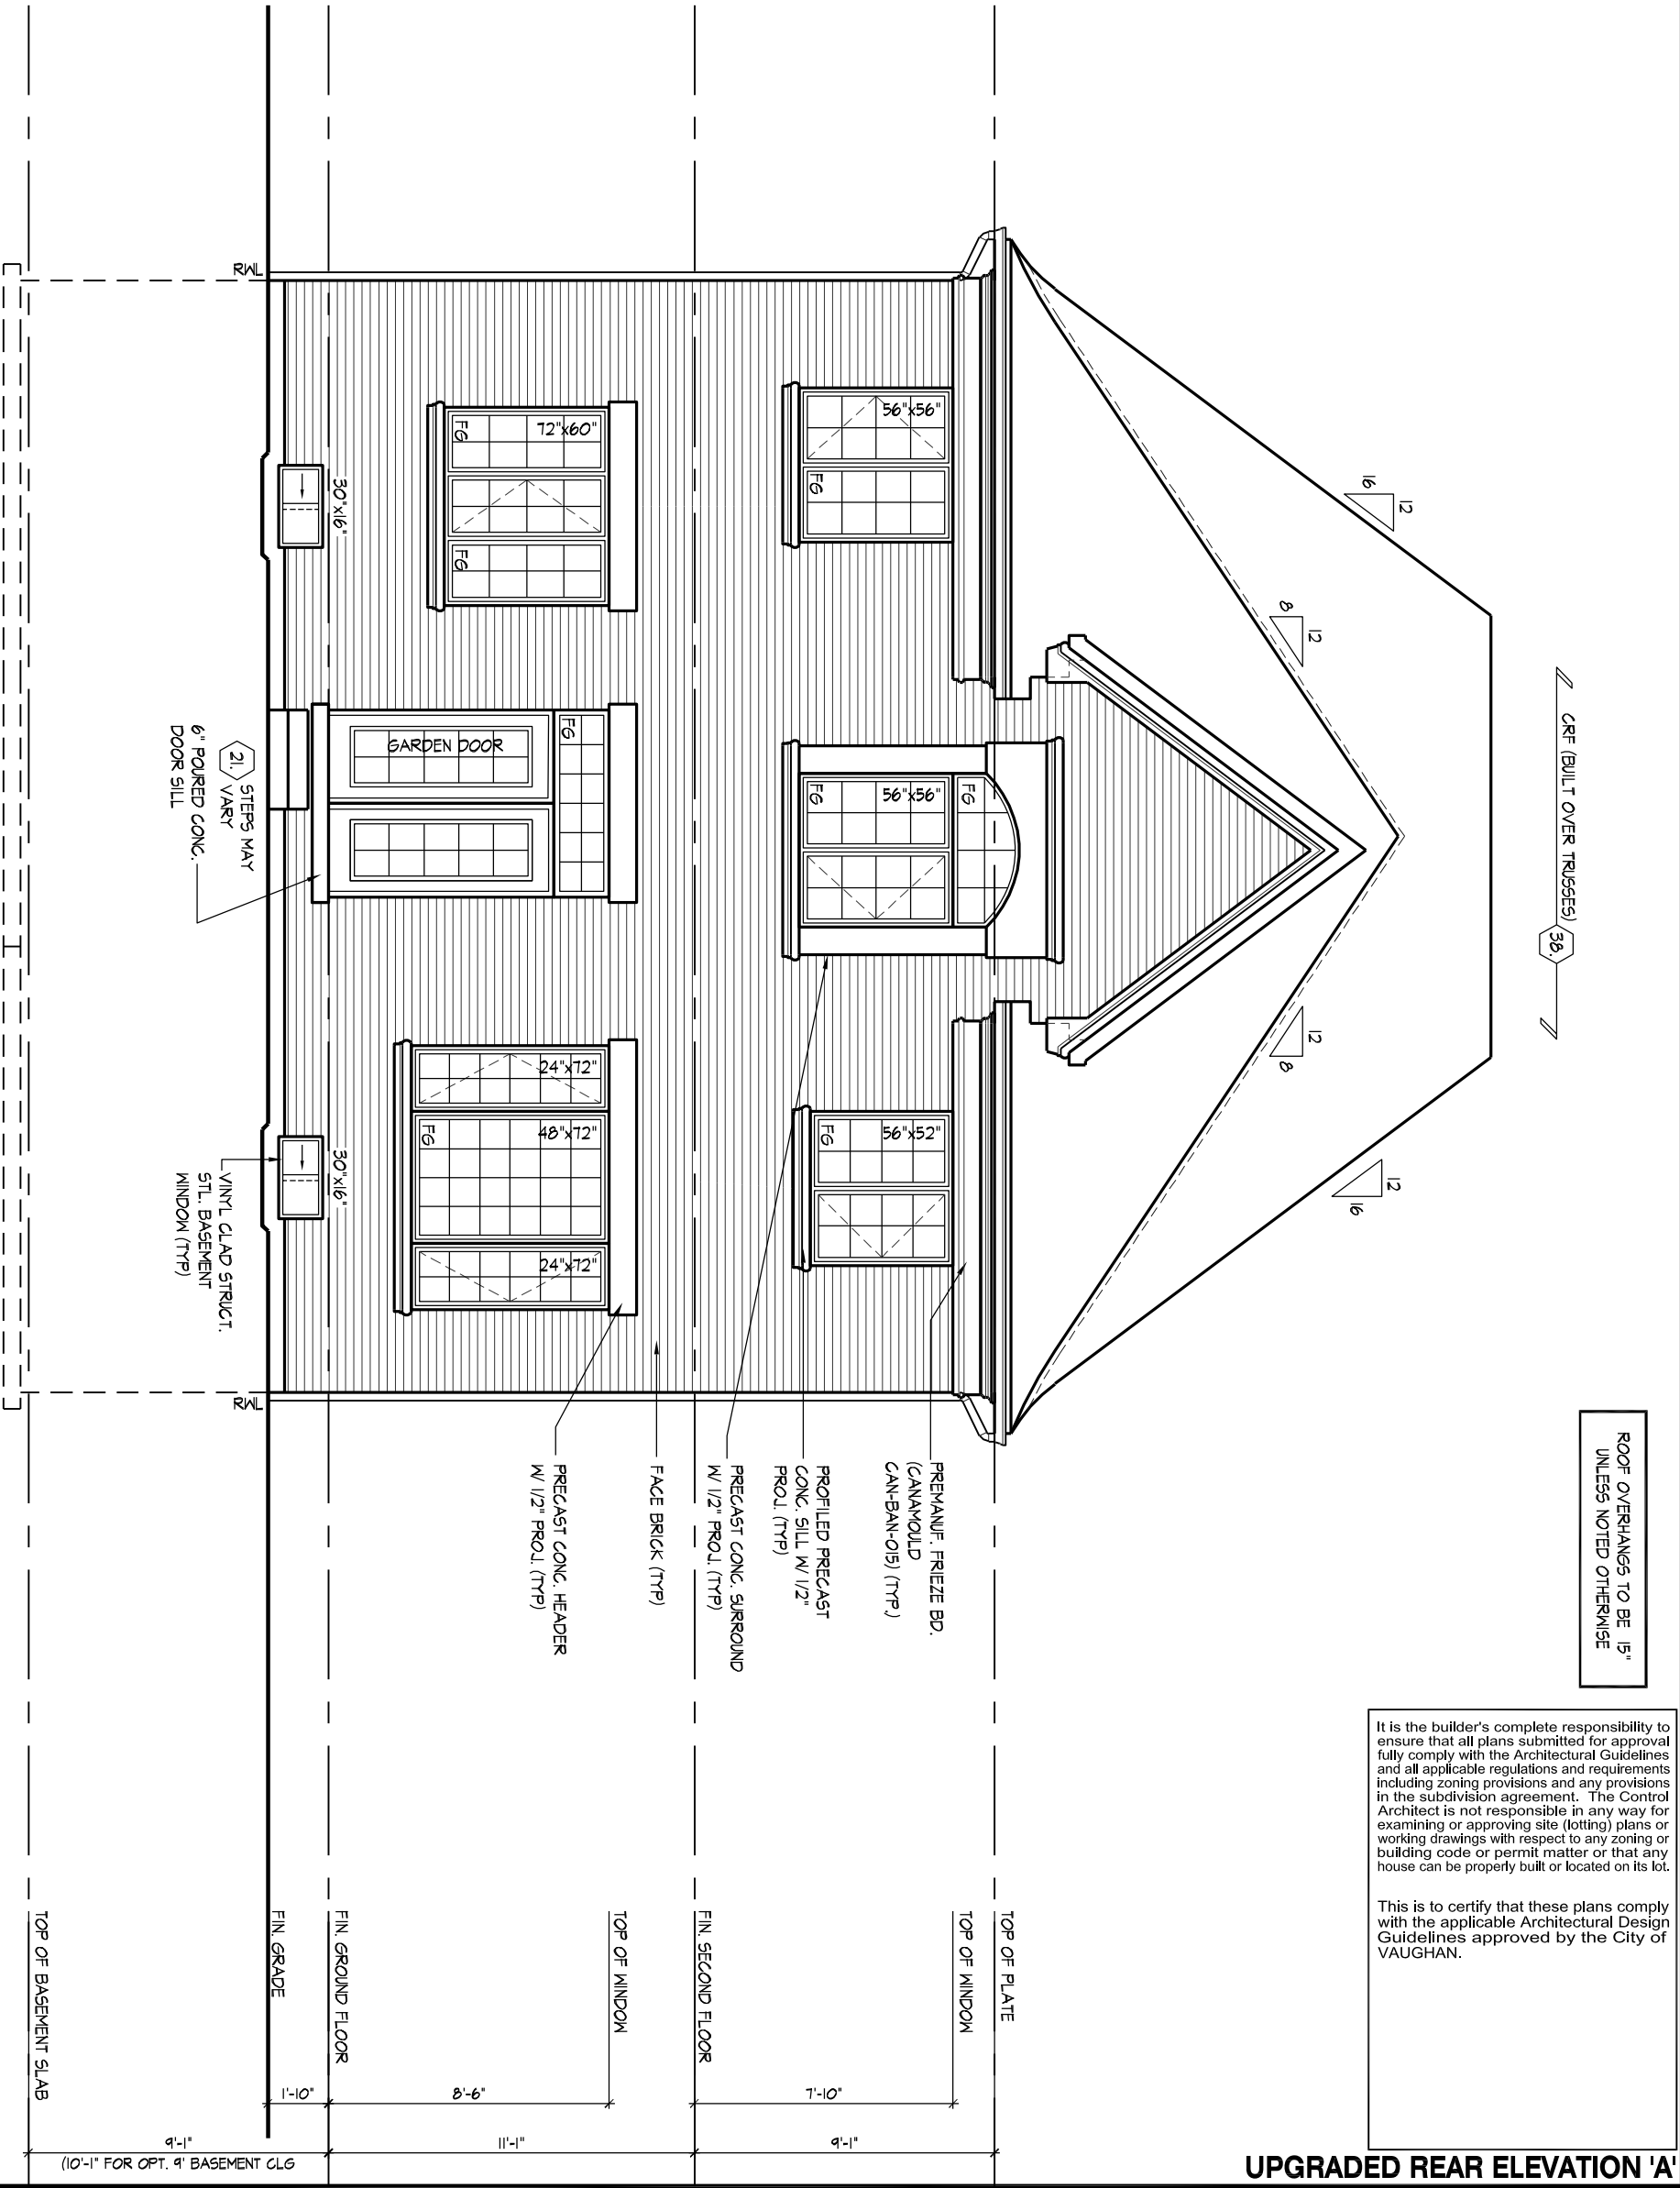 CRF (BUILT OVER TRUSSES)
38.
ROOF OVERHANGS TO BE 15"
UNLESS NOTED OTHERWISE
12
16
12
8
12
8
12
16
It is the builder's complete responsibility to
ensure that all plans submitted for approval
fully comply with the Architectural Guidelines
and all applicable regulations and requirements
including zoning provisions and any provisions
in the subdivision agreement. The Control
Architect is not responsible in any way for
examining or approving site (lotting) plans or
working drawings with respect to any zoning or
building code or permit matter or that any
house can be properly built or located on its lot.
This is to certify that these plans comply
with the applicable Architectural Design
Guidelines approved by the City of
VAUGHAN.
TOP OF PLATE
TOP OF WINDOW
FIN. SECOND FLOOR
TOP OF WINDOW
FIN. GROUND FLOOR
FIN. GRADE
TOP OF BASEMENT SLAB
7'-10"
8'-6"
1'-10"
9'-1"
11'-1"
9'-1"
(10'-1" FOR OPT. 9' BASEMENT CLG
PREMANUF. FRIEZE BD.
(CANAMOULD
CAN-BAN-015) (TYP.)
PROFILED PRECAST
CONC. SILL W/ 1/2"
PROJ. (TYP)
PRECAST CONC. SURROUND
W/ 1/2" PROJ. (TYP)
FACE BRICK (TYP)
PRECAST CONC. HEADER
W/ 1/2" PROJ. (TYP)
56"x56"
FG
FG
56"x56"
FG
56"x52"
FG
72"x60"
FG
FG
FG
GARDEN DOOR
24"x72"
48"x72"
FG
24"x72"
30"x16"
30"x16"
RWL
RWL
21.
STEPS MAY
VARY
6" POURED CONC.
DOOR SILL
VINYL CLAD STRUCT.
STL. BASEMENT
WINDOW (TYP)
UPGRADED REAR ELEVATION 'A'